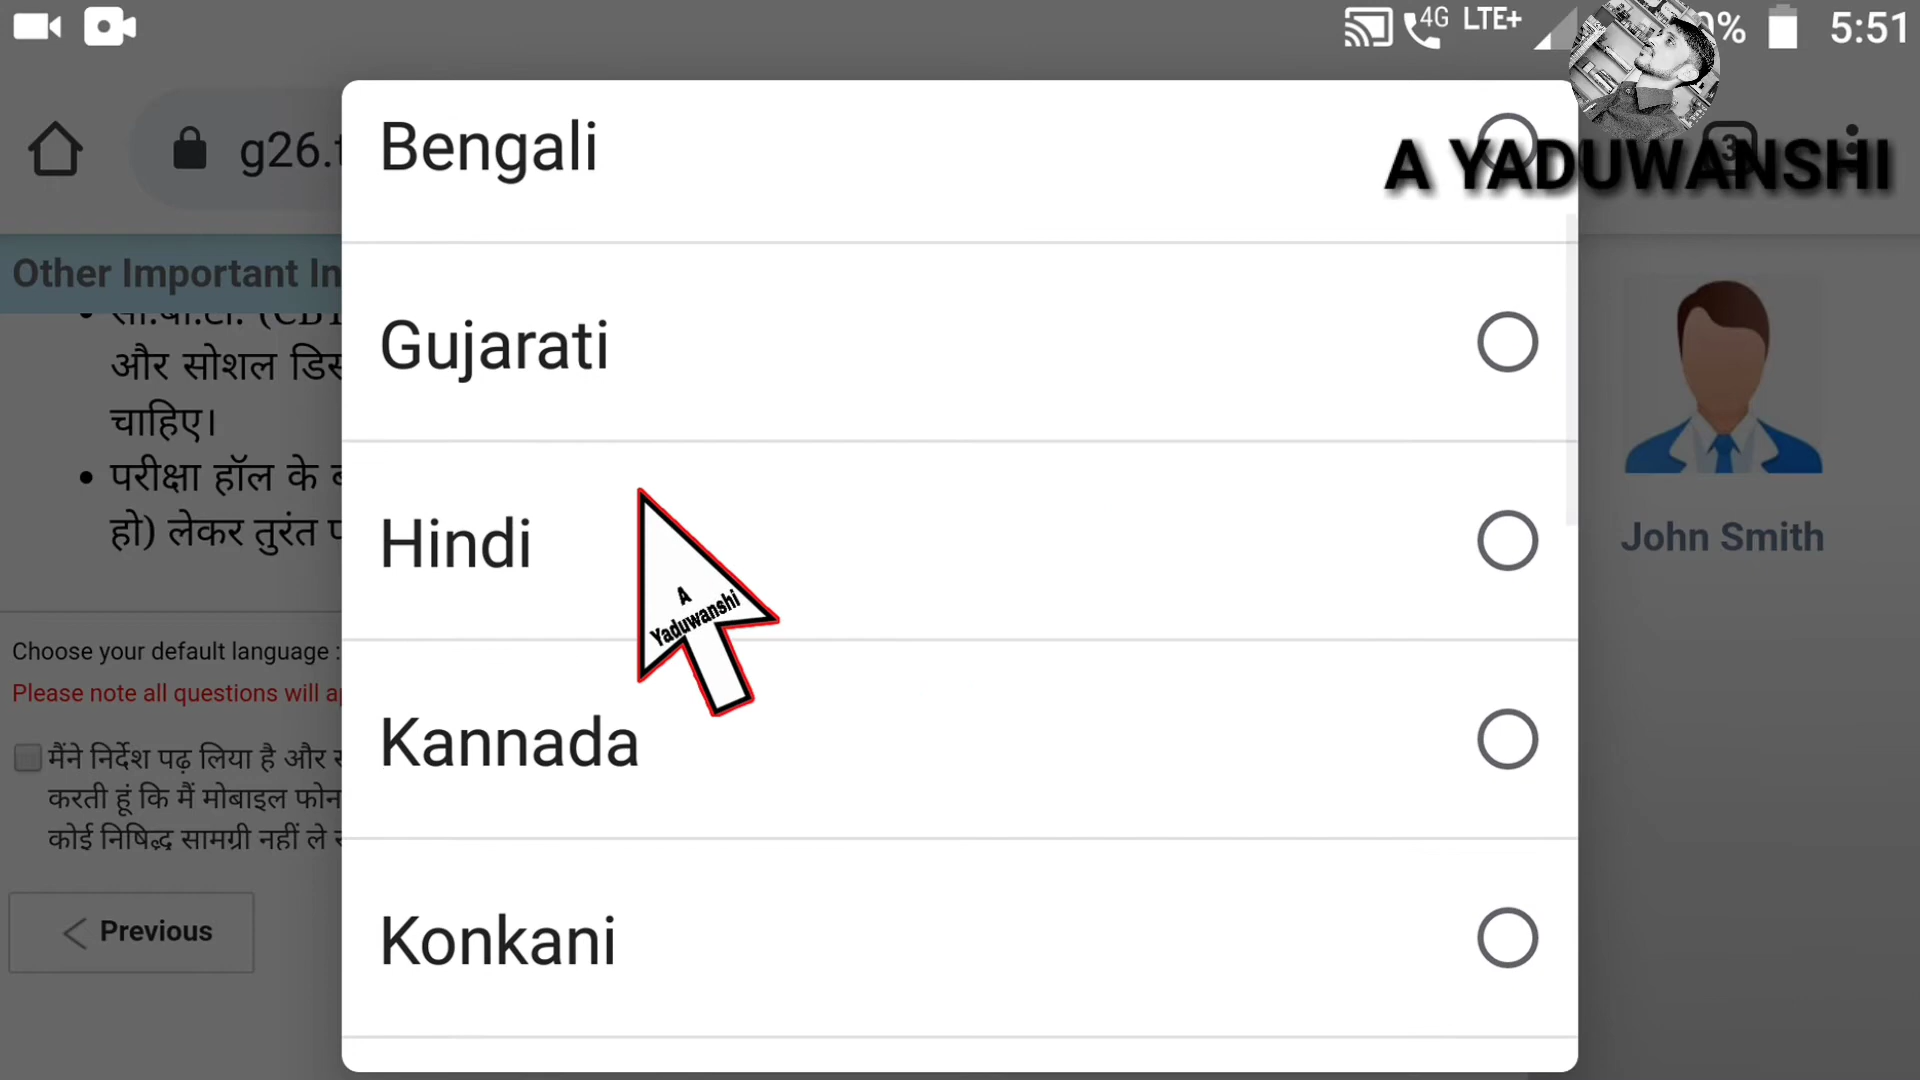 4G LTE+ % 5:51
g26.
A YADUWANSHI
3
Bengali
Gujarati
Hindi
Kannada
Konkani
A
Yaduwanshi
Other Important In
और सोशल
चाहिए।
परीक्षा हॉल के
हो) लेकर तुरंत
Choose your default language :
Please note all questions will
मैंने निर्देश पढ़ लिया है और
करती हूं कि मैं मोबाइल फोन
कोई निषिद्ध सामग्री नहीं ले
Previous
John Smith